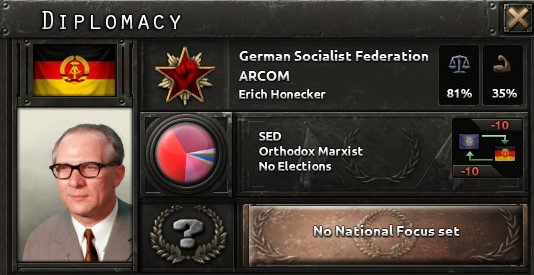 DIPLOMACY
German Socialist Federation
ARCOM
Erich Honecker
81% 35%
SED
Orthodox Marxist
No Elections
-10
-10
?
No National Focus set